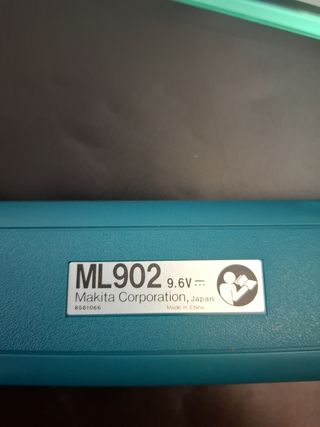 ML902 9.6V ⎓
Makita Corporation, Japan
8581066 Made in China